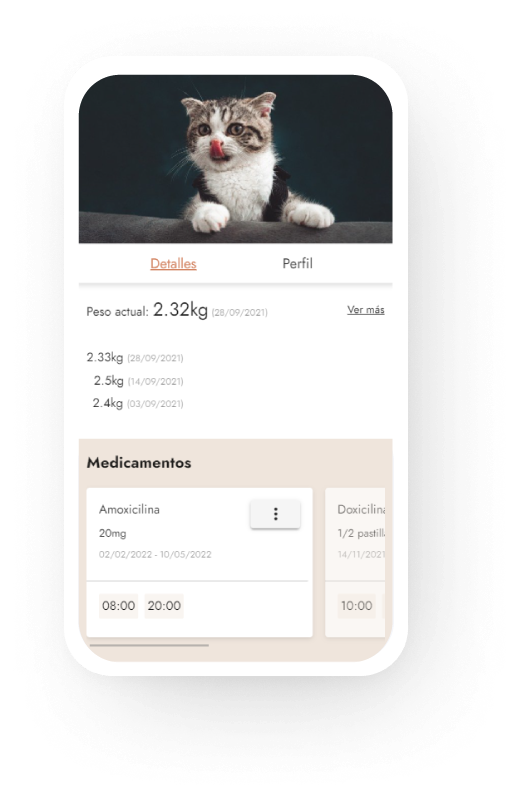 Detalles Perfil
Peso actual: 2.32kg (28/09/2021) Ver más
2.33kg (28/09/2021)
2.5kg (14/09/2021)
2.4kg (03/09/2021)
Medicamentos
Amoxicilina
20mg
02/02/2022 - 10/05/2022
08:00 20:00
Doxicilina
1/2 pastill
14/11/2021
10:00